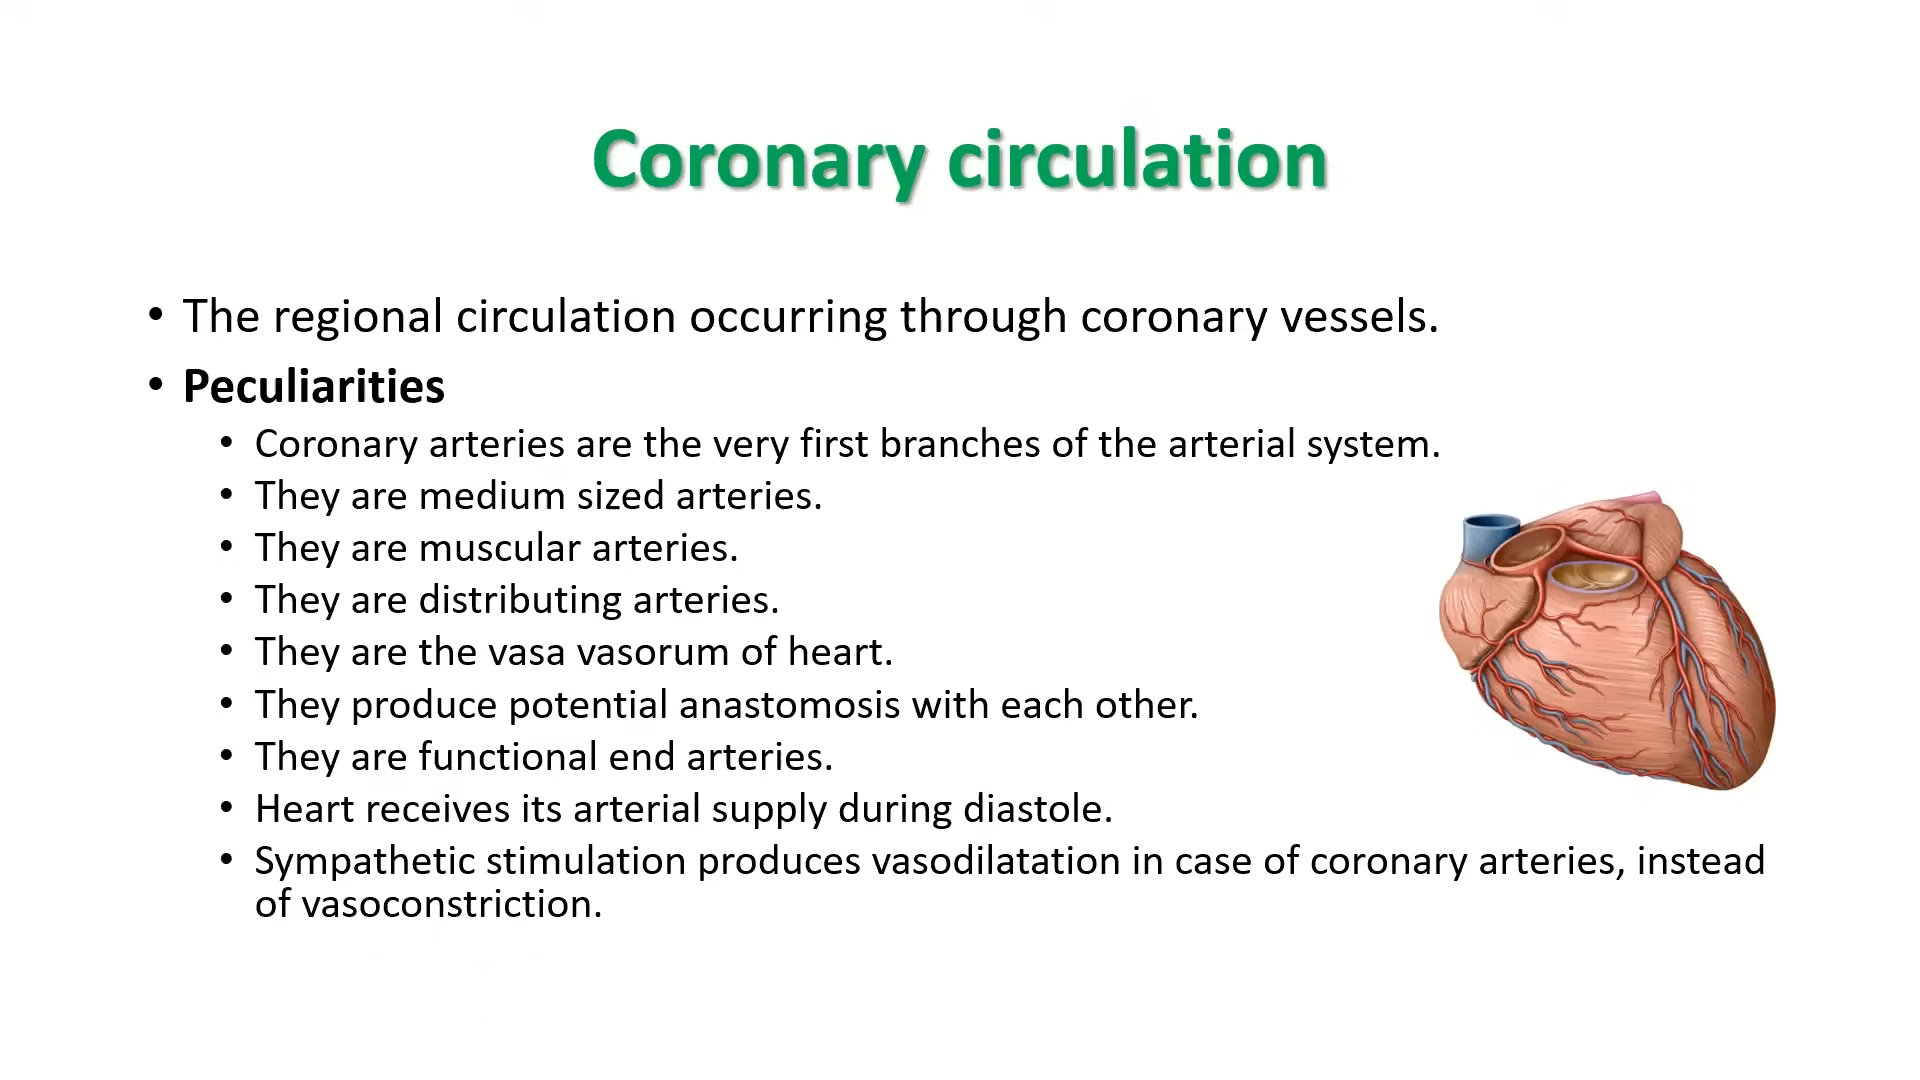 Coronary circulation
• The regional circulation occurring through coronary vessels.
• Peculiarities
• Coronary arteries are the very first branches of the arterial system.
• They are medium sized arteries.
• They are muscular arteries.
• They are distributing arteries.
• They are the vasa vasorum of heart.
• They produce potential anastomosis with each other.
• They are functional end arteries.
• Heart receives its arterial supply during diastole.
• Sympathetic stimulation produces vasodilatation in case of coronary arteries, instead
of vasoconstriction.